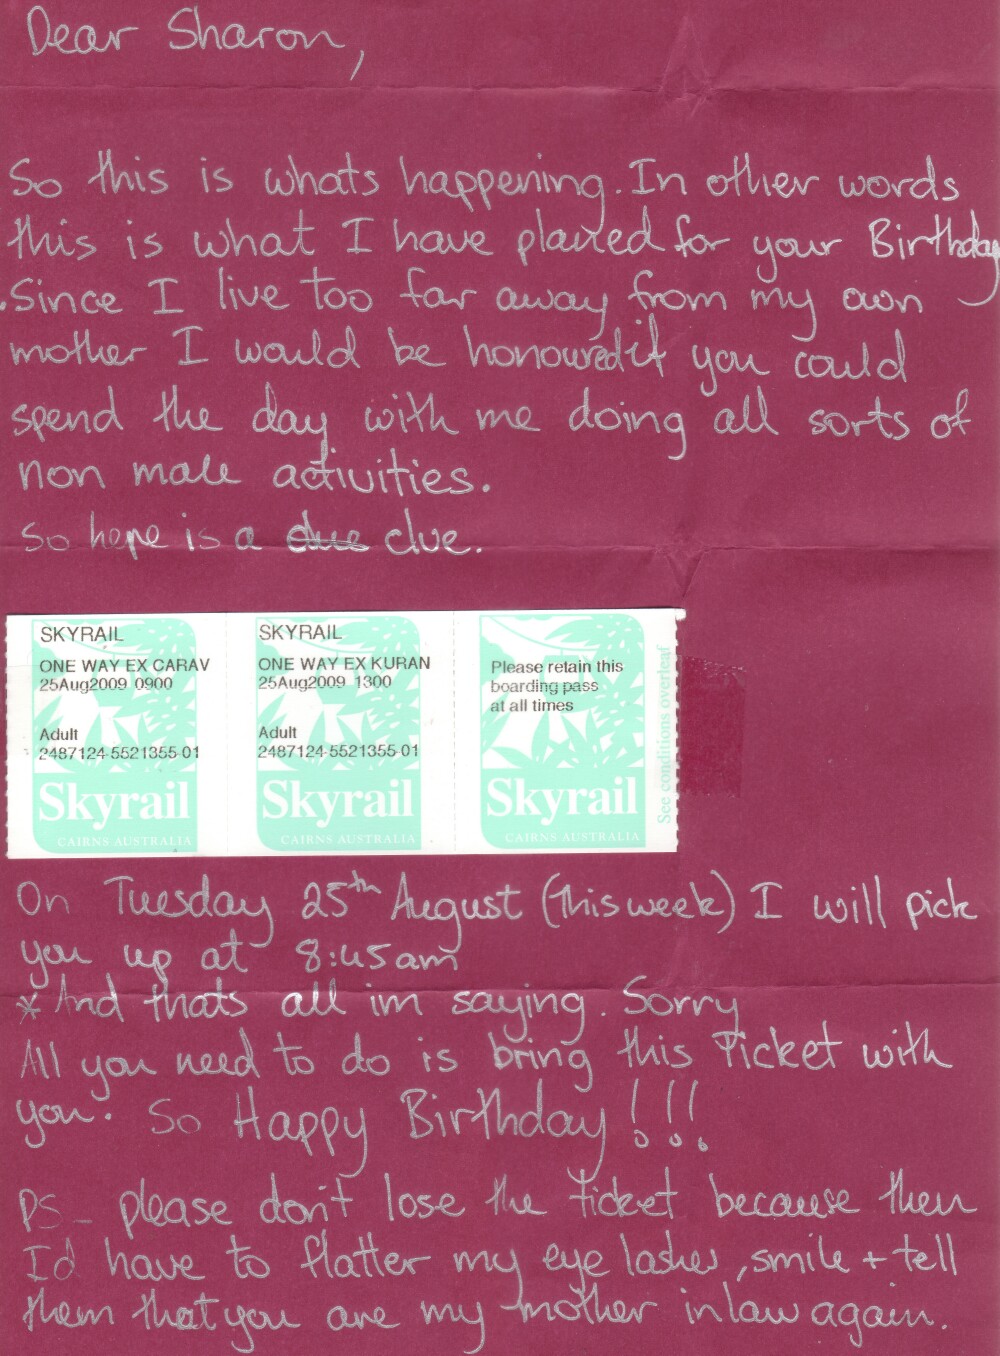 Dear Sharon,
So this is whats happening. In other words
this is what I have planed for your Birthday
. Since I live too far away from my own
mother I would be honoured if you could
spend the day with me doing all sorts of
non male activities.
So here is a clue clue.
SKYRAIL
ONE WAY EX CARAV
25Aug2009 0900
Adult
2487124-5521355-01
Skyrail
CAIRNS AUSTRALIA
SKYRAIL
ONE WAY EX KURAN
25Aug2009 1300
Adult
2487124-5521355-01
Skyrail
CAIRNS AUSTRALIA
Please retain this
boarding pass
at all times
Skyrail
CAIRNS AUSTRALIA
See conditions overleaf
On Tuesday 25th August (this week) I will pick
you up at 8:45am
* And thats all im saying. Sorry
All you need to do is bring this Ticket with
you. So Happy Birthday!!!
PS_ please don't lose the ticket because then
I'd have to flatter my eye lashes, smile + tell
them that you are my mother in law again.